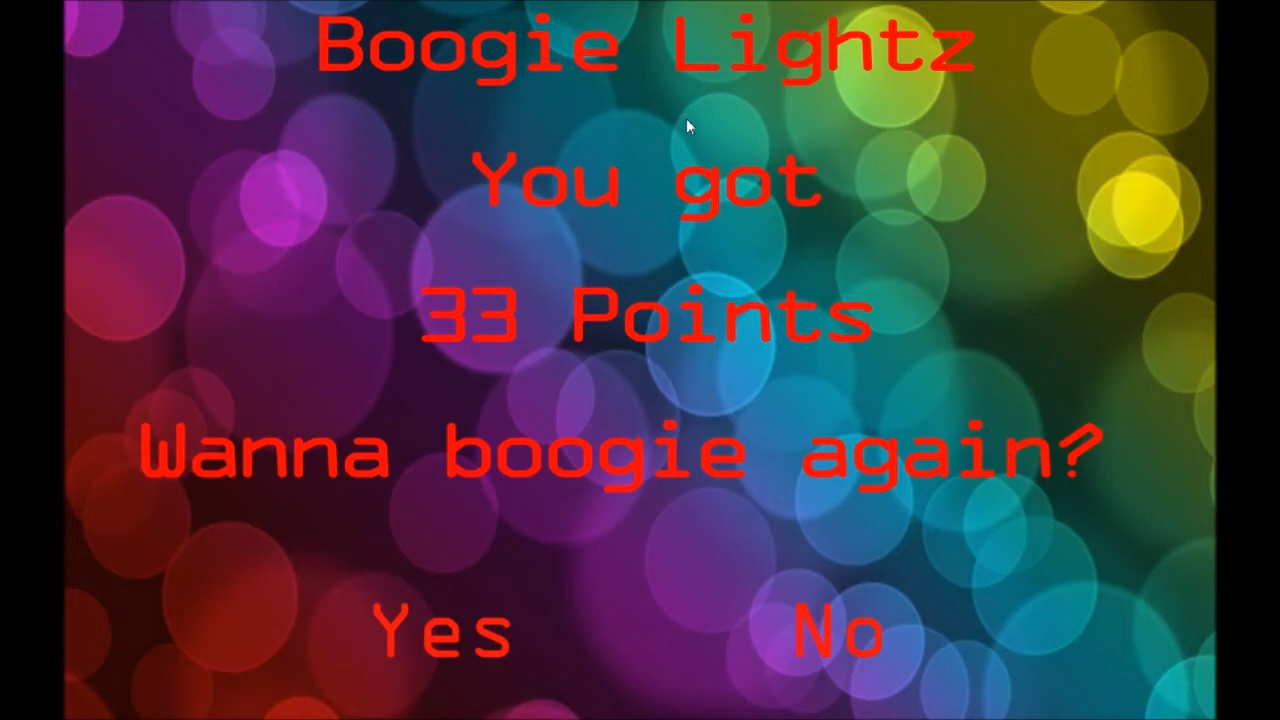 Boogie Lightz
You got
33 Points
Wanna boogie again?
Yes No